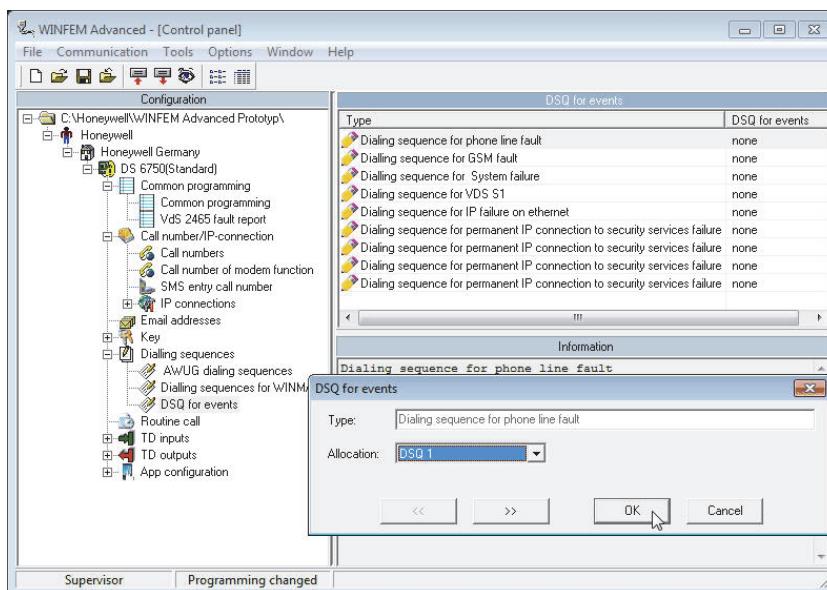 WINFEM Advanced - [Control panel]
File Communication Tools Options Window Help
Configuration
C:\Honeywell\WINFEM Advanced Prototyp\
Honeywell
Honeywell Germany
DS 6750(Standard)
Common programming
Common programming
VdS 2465 fault report
Call number/IP-connection
Call numbers
Call number of modem function
SMS entry call number
IP connections
Email addresses
Key
Dialling sequences
AWUG dialing sequences
Dialling sequences for WINMA
DSQ for events
Routine call
TD inputs
TD outputs
App configuration
DSQ for events
Type DSQ for events
Dialing sequence for phone line fault none
Dialing sequence for GSM fault none
Dialing sequence for System failure none
Dialing sequence for VDS S1 none
Dialing sequence for IP failure on ethernet none
Dialing sequence for permanent IP connection to security services failure none
Dialing sequence for permanent IP connection to security services failure none
Dialing sequence for permanent IP connection to security services failure none
Dialing sequence for permanent IP connection to security services failure none
Information
Dialing sequence for phone line fault
DSQ for events
Type: Dialing sequence for phone line fault
Allocation: DSQ 1
<< >> OK Cancel
Supervisor Programming changed